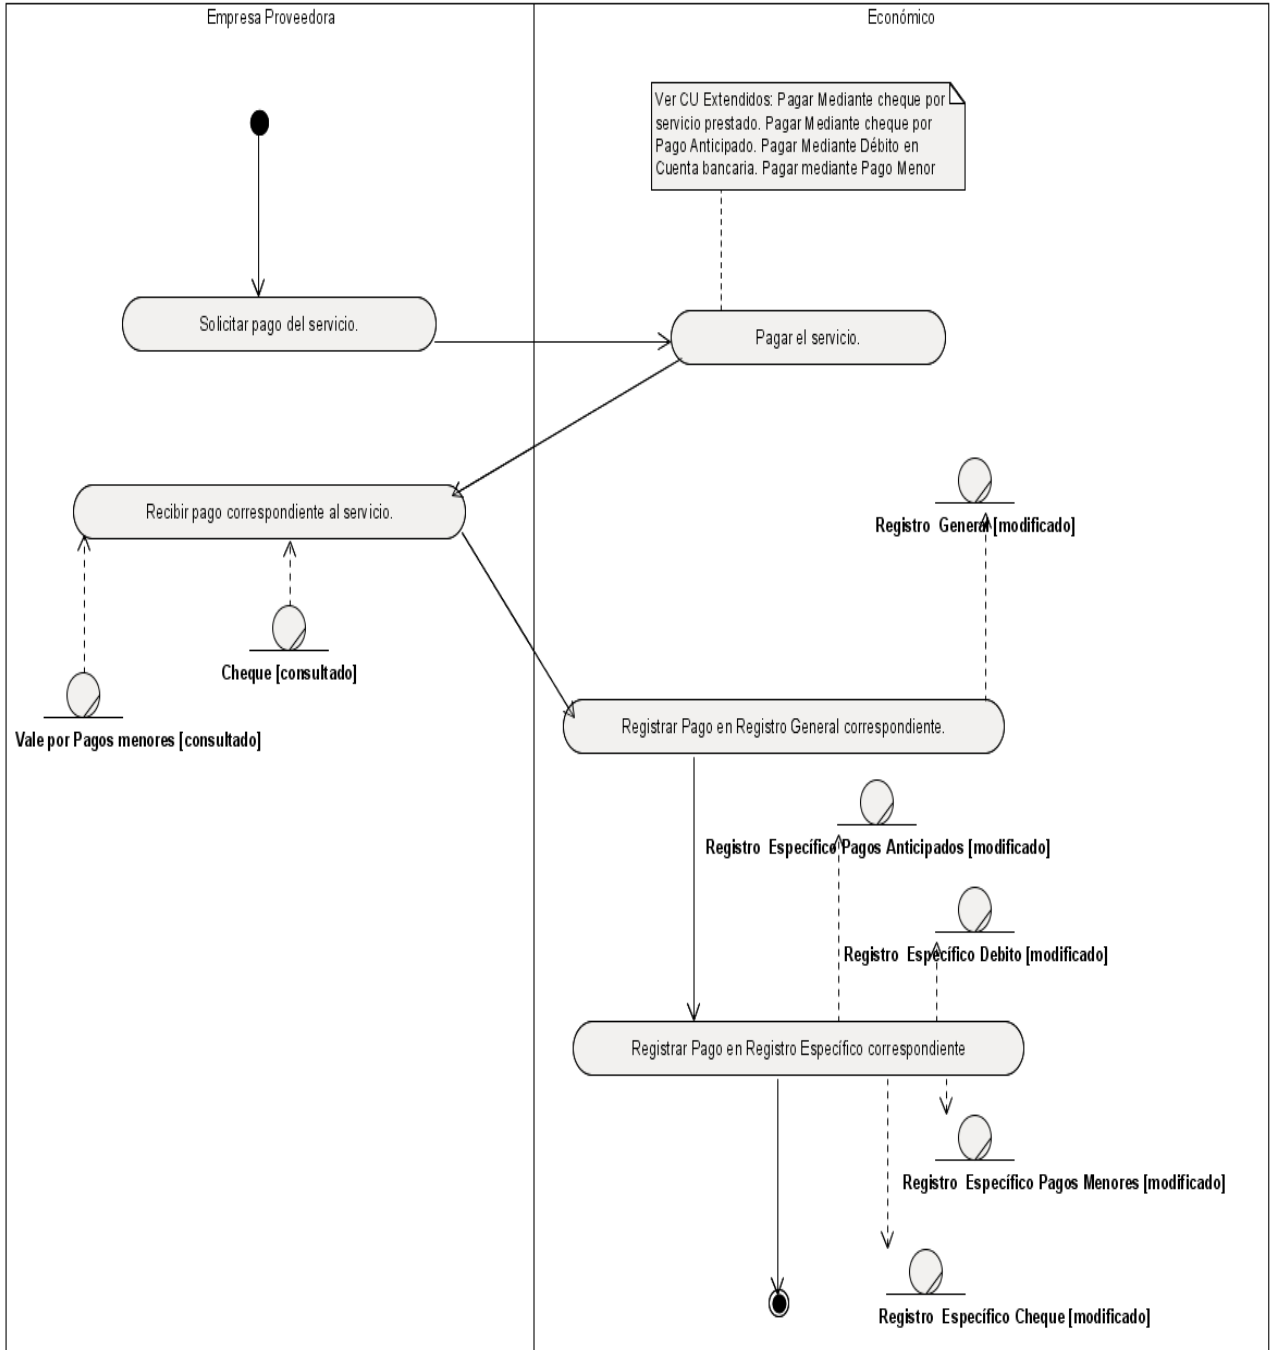 Empresa Proveedora
Económico
Ver CU Extendidos: Pagar Mediante cheque por
servicio prestado. Pagar Mediante cheque por
Pago Anticipado. Pagar Mediante Débito en
Cuenta bancaria. Pagar mediante Pago Menor
Solicitar pago del servicio.
Pagar el servicio.
Recibir pago correspondiente al servicio.
Registro General [modificado]
Cheque [consultado]
Vale por Pagos menores [consultado]
Registrar Pago en Registro General correspondiente.
Registro Específico Pagos Anticipados [modificado]
Registro Específico Debito [modificado]
Registrar Pago en Registro Específico correspondiente
Registro Específico Pagos Menores [modificado]
Registro Específico Cheque [modificado]